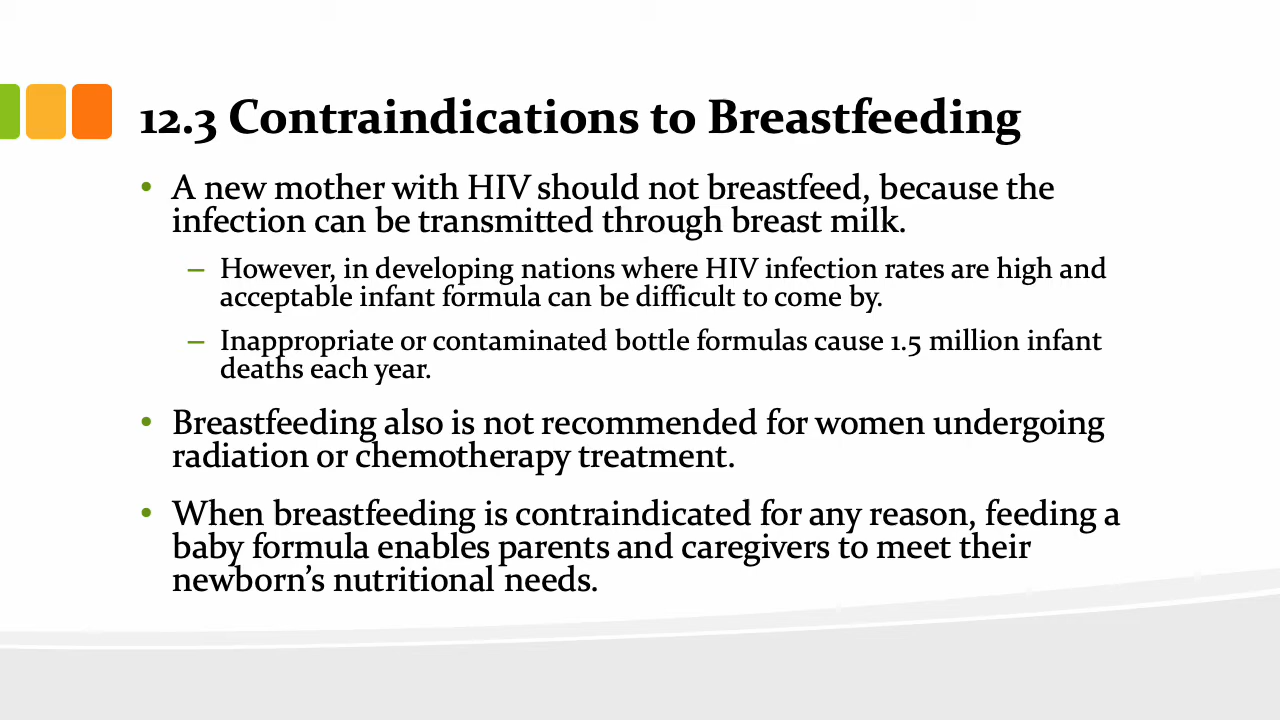 12.3 Contraindications to Breastfeeding
• A new mother with HIV should not breastfeed, because the
infection can be transmitted through breast milk.
– However, in developing nations where HIV infection rates are high and
acceptable infant formula can be difficult to come by.
– Inappropriate or contaminated bottle formulas cause 1.5 million infant
deaths each year.
• Breastfeeding also is not recommended for women undergoing
radiation or chemotherapy treatment.
• When breastfeeding is contraindicated for any reason, feeding a
baby formula enables parents and caregivers to meet their
newborn’s nutritional needs.